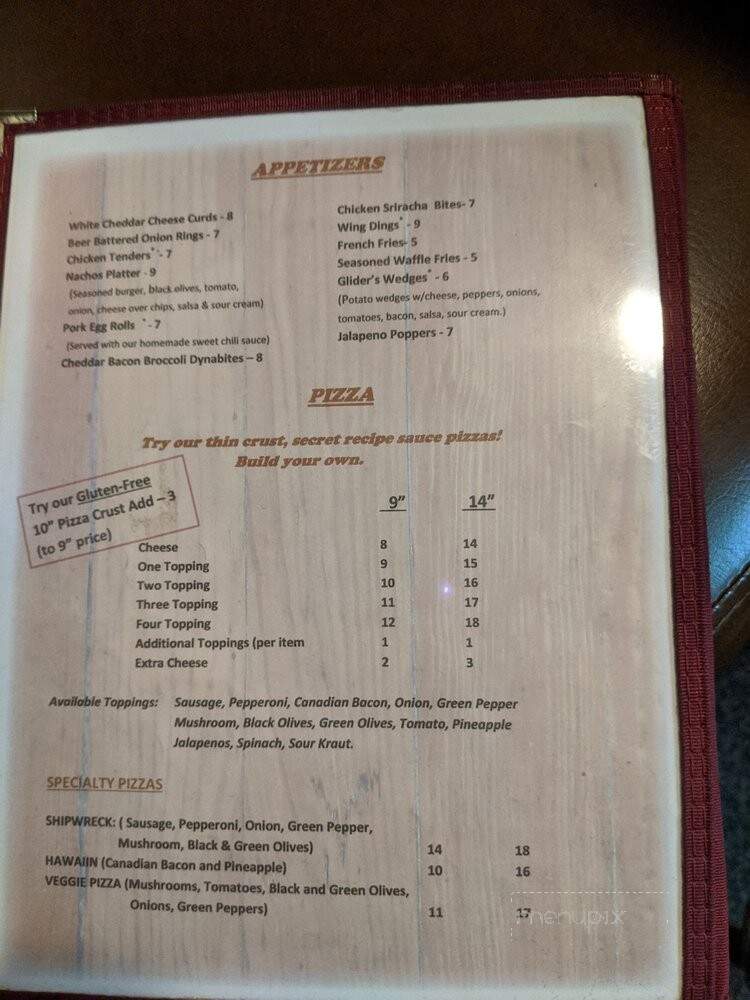 APPETIZERS
White Cheddar Cheese Curds - 8
Beer Battered Onion Rings - 7
Chicken Tenders* - 7
Nachos Platter - 9
(Seasoned burger, black olives, tomato,
onion, cheese over chips, salsa & sour cream)
Pork Egg Rolls * - 7
(Served with our homemade sweet chili sauce)
Cheddar Bacon Broccoli Dynabites – 8
Chicken Sriracha Bites- 7
Wing Dings* - 9
French Fries- 5
Seasoned Waffle Fries - 5
Glider's Wedges* - 6
(Potato wedges w/cheese, peppers, onions,
tomatoes, bacon, salsa, sour cream.)
Jalapeno Poppers - 7
PIZZA
Try our thin crust, secret recipe sauce pizzas!
Build your own.
Try our Gluten-Free
10" Pizza Crust Add – 3
(to 9" price)
9" 14"
Cheese 8 14
One Topping 9 15
Two Topping 10 16
Three Topping 11 17
Four Topping 12 18
Additional Toppings (per item 1 1
Extra Cheese 2 3
Available Toppings: Sausage, Pepperoni, Canadian Bacon, Onion, Green Pepper
Mushroom, Black Olives, Green Olives, Tomato, Pineapple
Jalapenos, Spinach, Sour Kraut.
SPECIALTY PIZZAS
SHIPWRECK: ( Sausage, Pepperoni, Onion, Green Pepper,
Mushroom, Black & Green Olives) 14 18
HAWAIIN (Canadian Bacon and Pineapple) 10 16
VEGGIE PIZZA (Mushrooms, Tomatoes, Black and Green Olives,
Onions, Green Peppers) 11 17
menupix